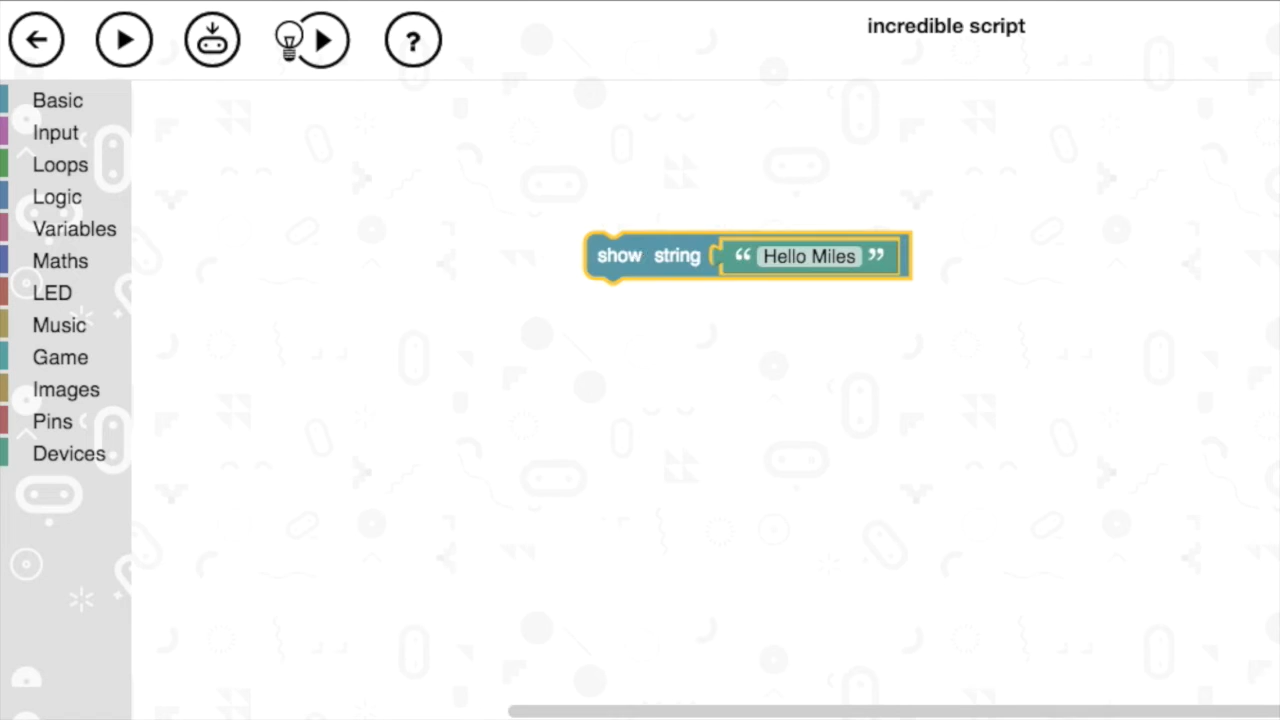 incredible script
?
Basic
Input
Loops
Logic
Variables
Maths
LED
Music
Game
Images
Pins
Devices
show string “ Hello Miles ”